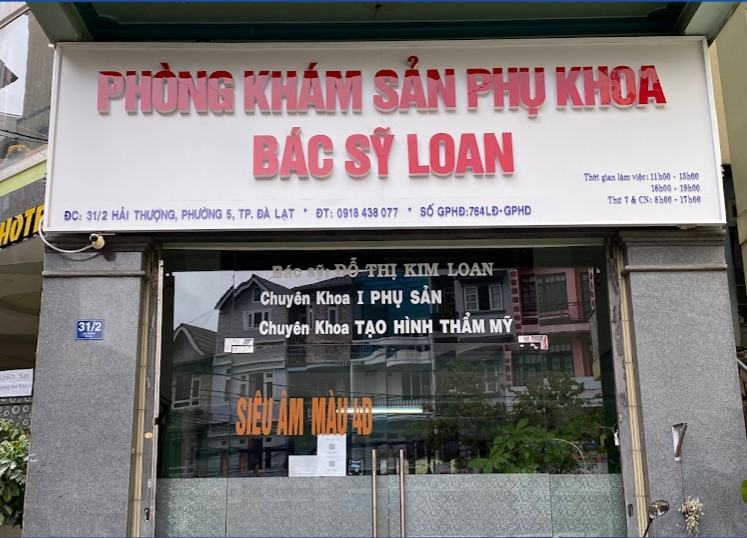 PHÒNG KHÁM SẢN PHỤ KHOA
BÁC SỸ LOAN
Thời gian làm việc: 11h00 - 13h00
16h00 - 19h00
Thứ 7 & CN: 8h00 - 17h00
ĐC: 31/2 HẢI THƯỢNG, PHƯỜNG 5, TP. ĐÀ LẠT * ĐT: 0918 438 077 * SỐ GPHĐ:764LĐ-GPHD
HOTE
Bác sỹ: ĐỖ THỊ KIM LOAN
Chuyên Khoa I PHỤ SẢN
Chuyên Khoa TẠO HÌNH THẨM MỸ
31/2
SIÊU ÂM MÀU 4D